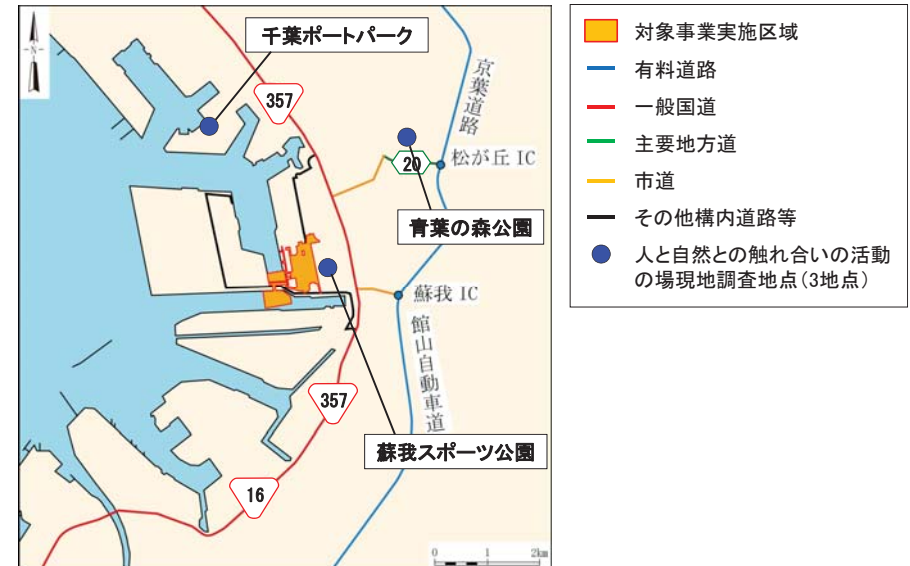 千葉ポートパーク
N
357
京葉道路
松が丘 IC
20
青葉の森公園
蘇我 IC
館山自動車道
357
蘇我スポーツ公園
16
0 1 2km
対象事業実施区域
有料道路
一般国道
主要地方道
市道
その他構内道路等
人と自然との触れ合いの活動
の場現地調査地点(3地点)